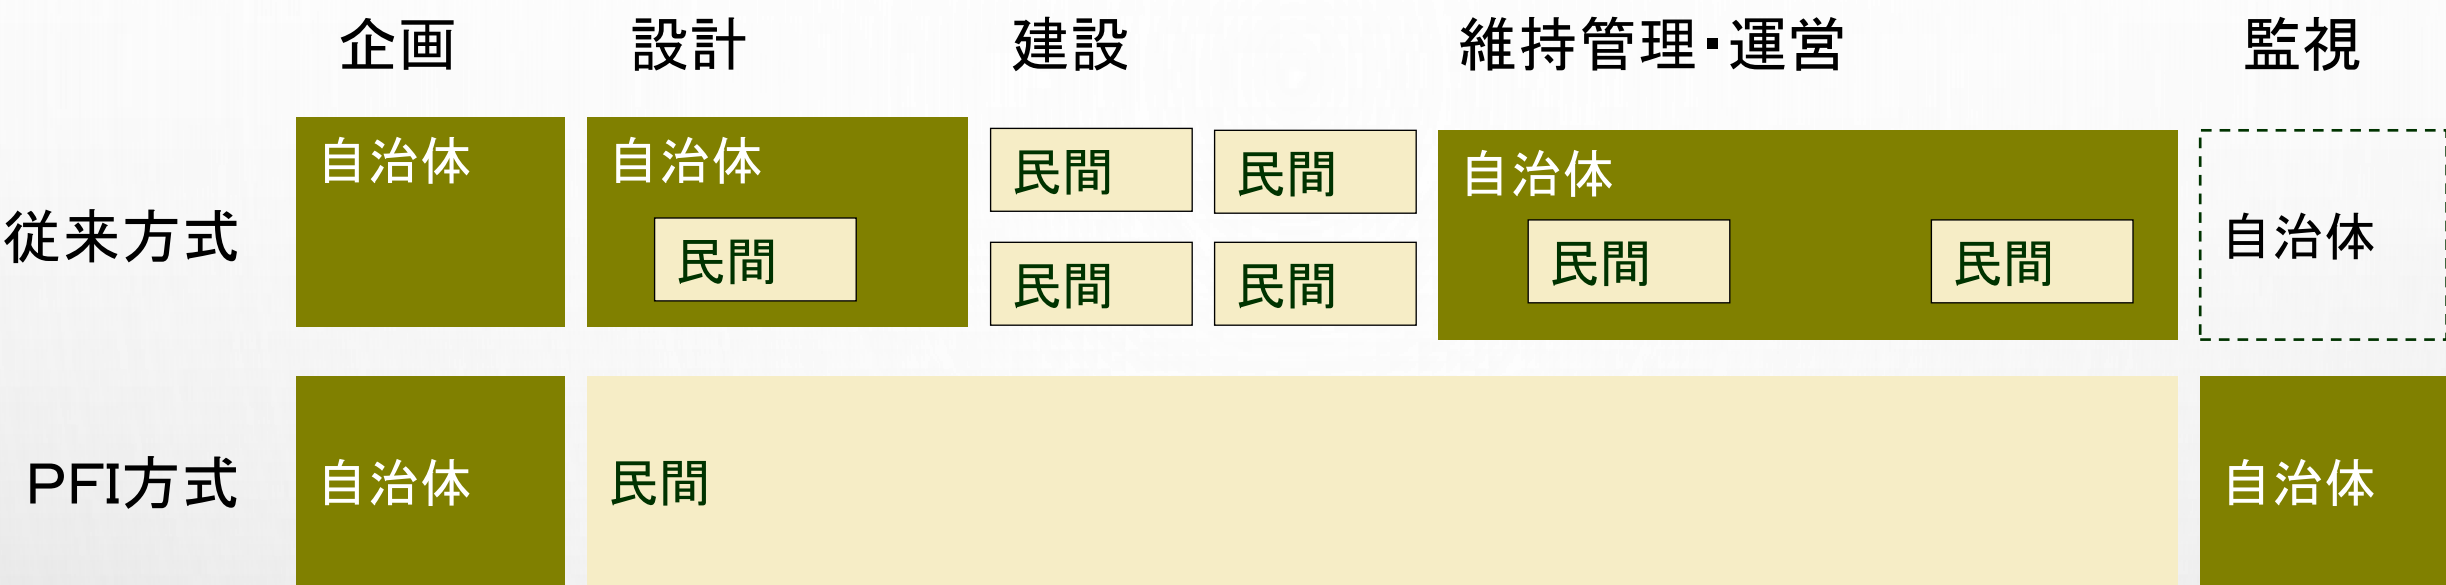 企画 設計 建設 維持管理・運営 監視
自治体 自治体 民間 民間 自治体
従来方式 民間 民間 民間 自治体
民間 民間
PFI方式 自治体 民間 自治体